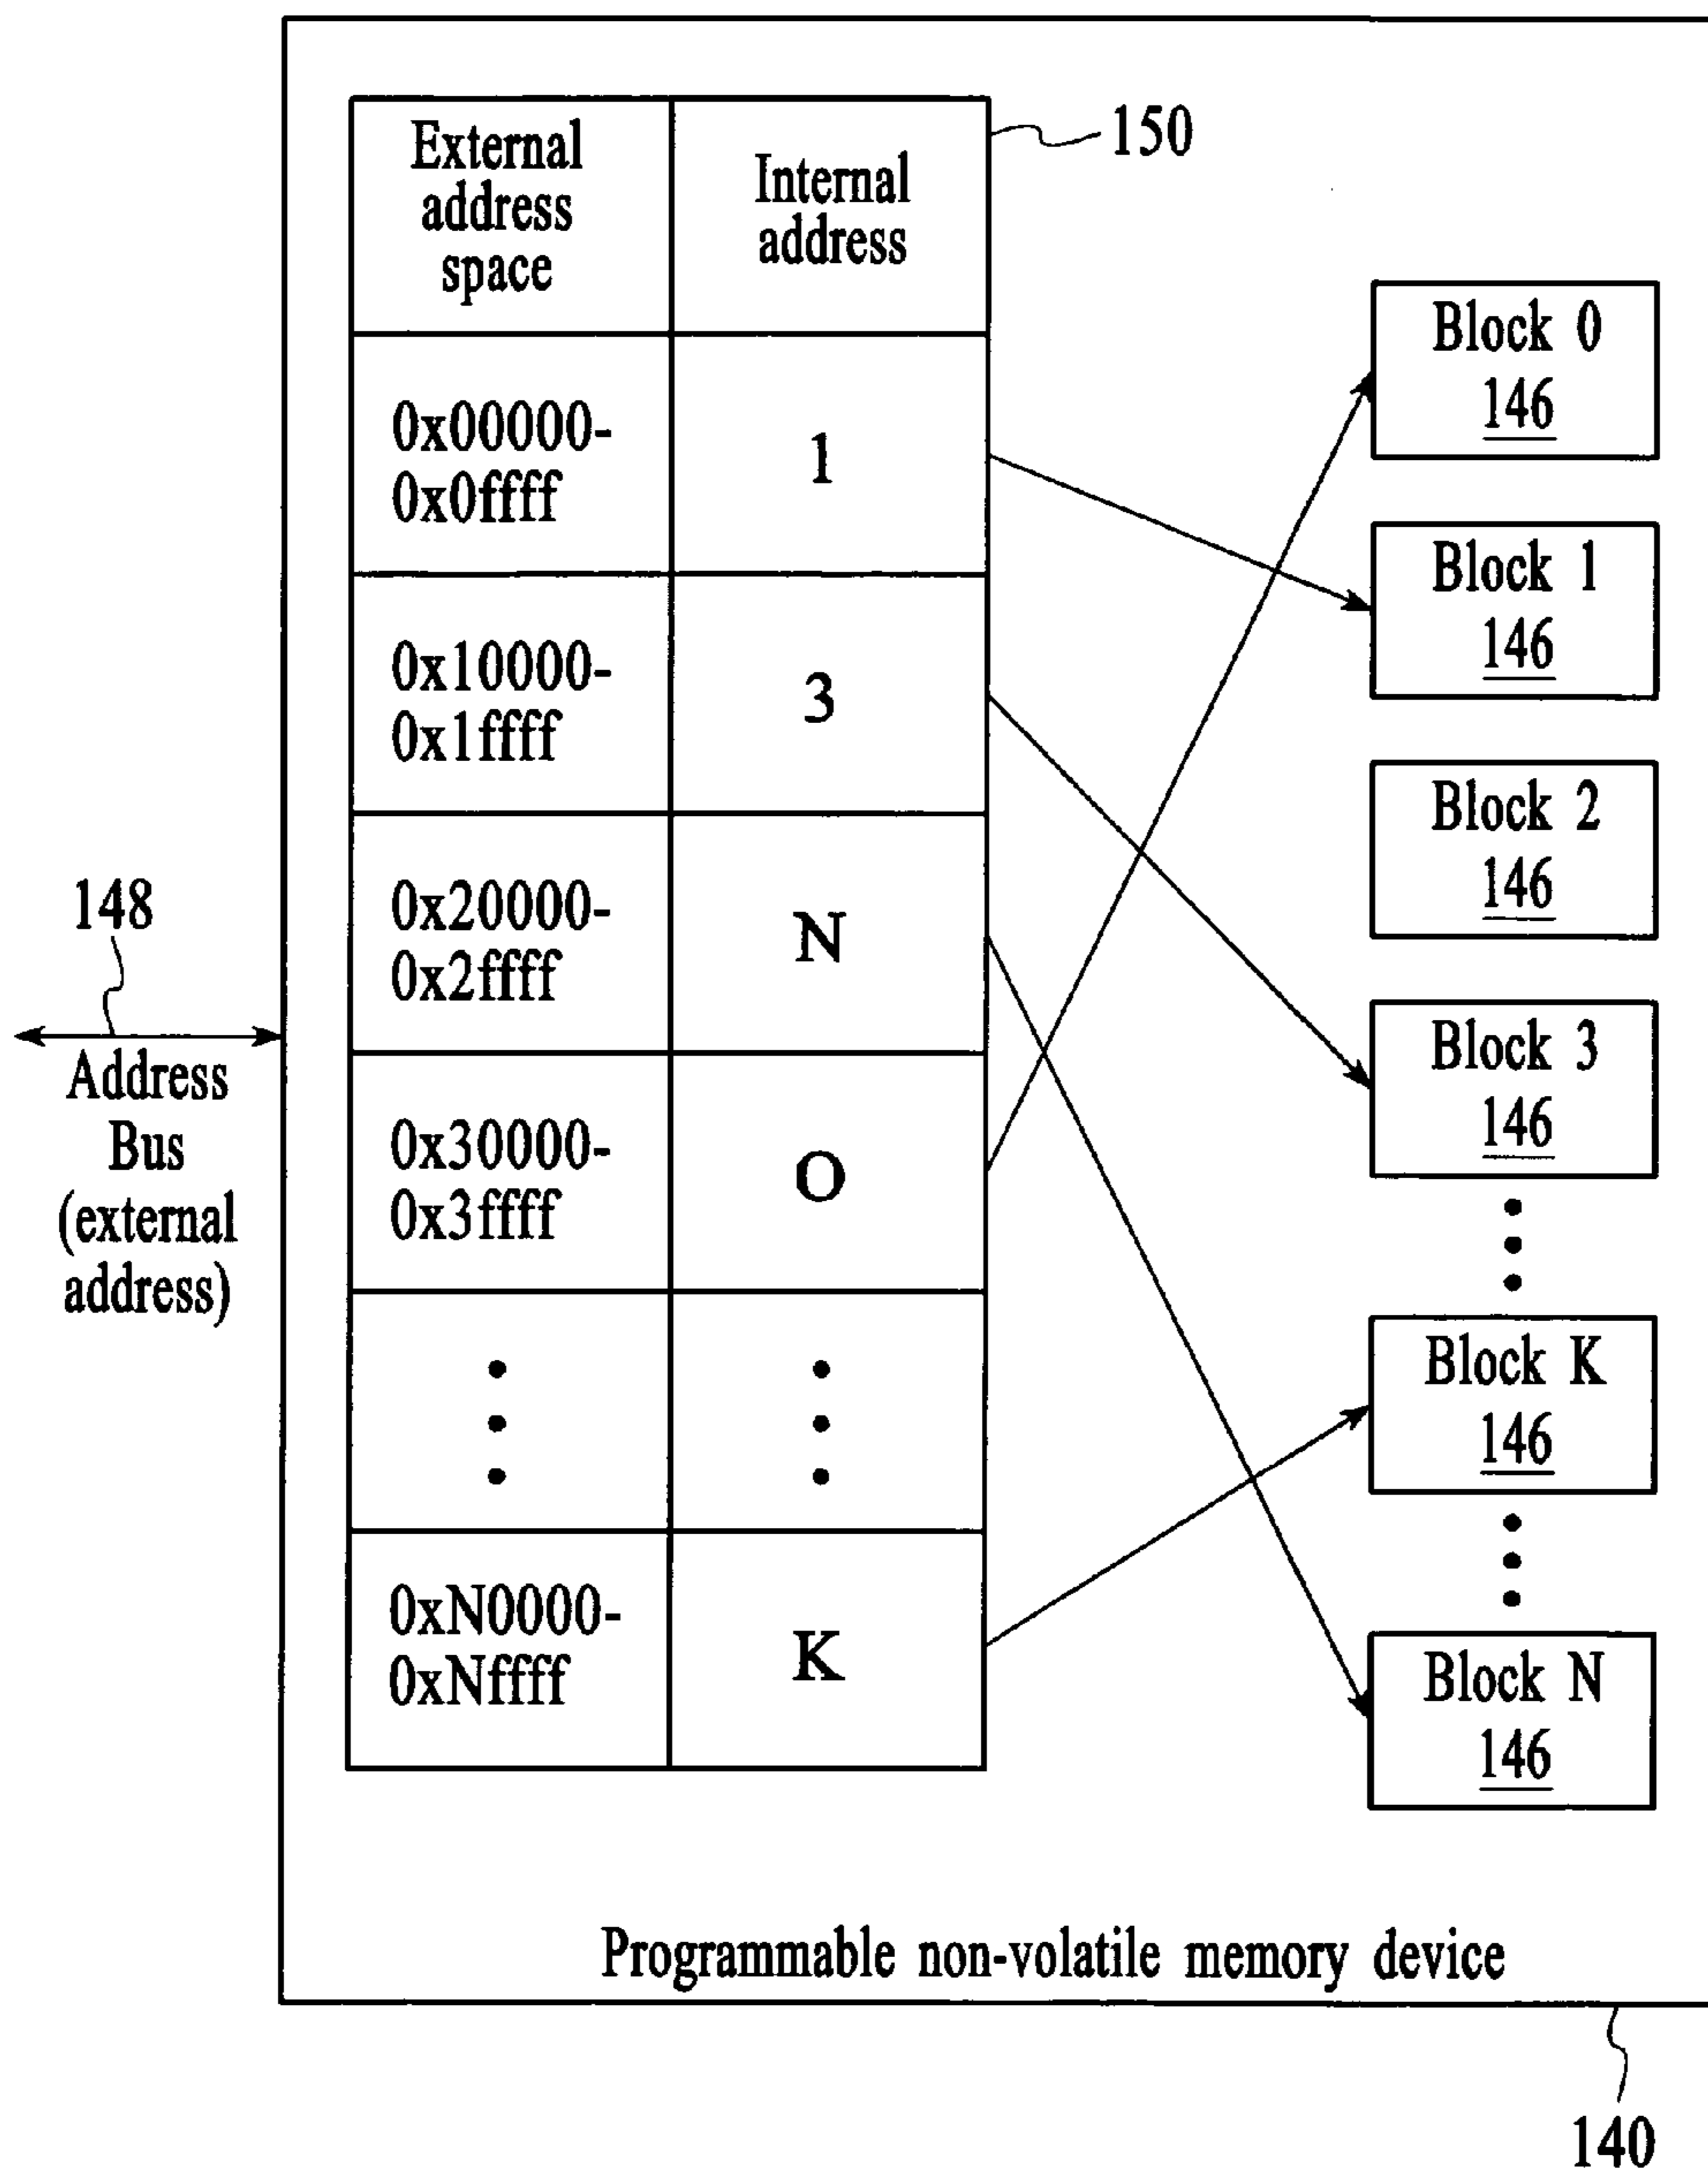 External
address
space
Internal
address
150
0x00000-
0x0ffff
1
0x10000-
0x1ffff
3
0x20000-
0x2ffff
N
0x30000-
0x3ffff
O
0xN0000-
0xNffff
K
Block 0
146
Block 1
146
Block 2
146
Block 3
146
Block K
146
Block N
146
148
Address
Bus
(external
address)
Programmable non-volatile memory device
140